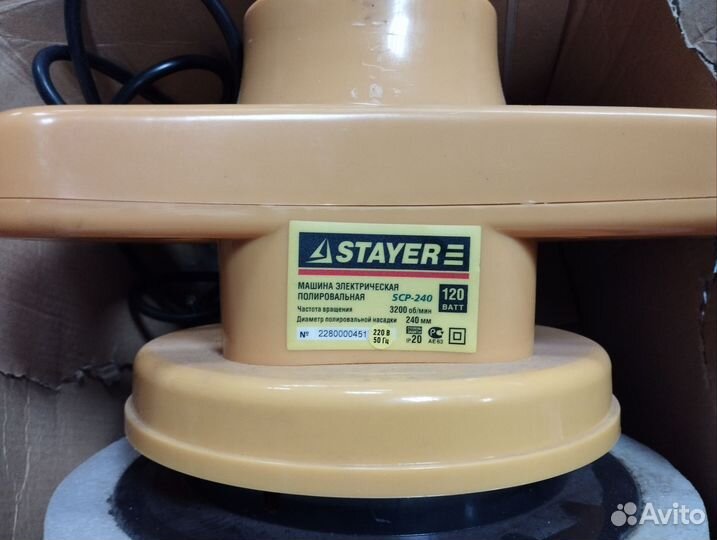 STAYER
МАШИНА ЭЛЕКТРИЧЕСКАЯ
ПОЛИРОВАЛЬНАЯ SCP-240
120 ВАТТ
Частота вращения 3200 об/мин
Диаметр полировальной насадки 240 мм
№ 2280000451
220 В
50 Гц
IP20
АЕ63
Avito